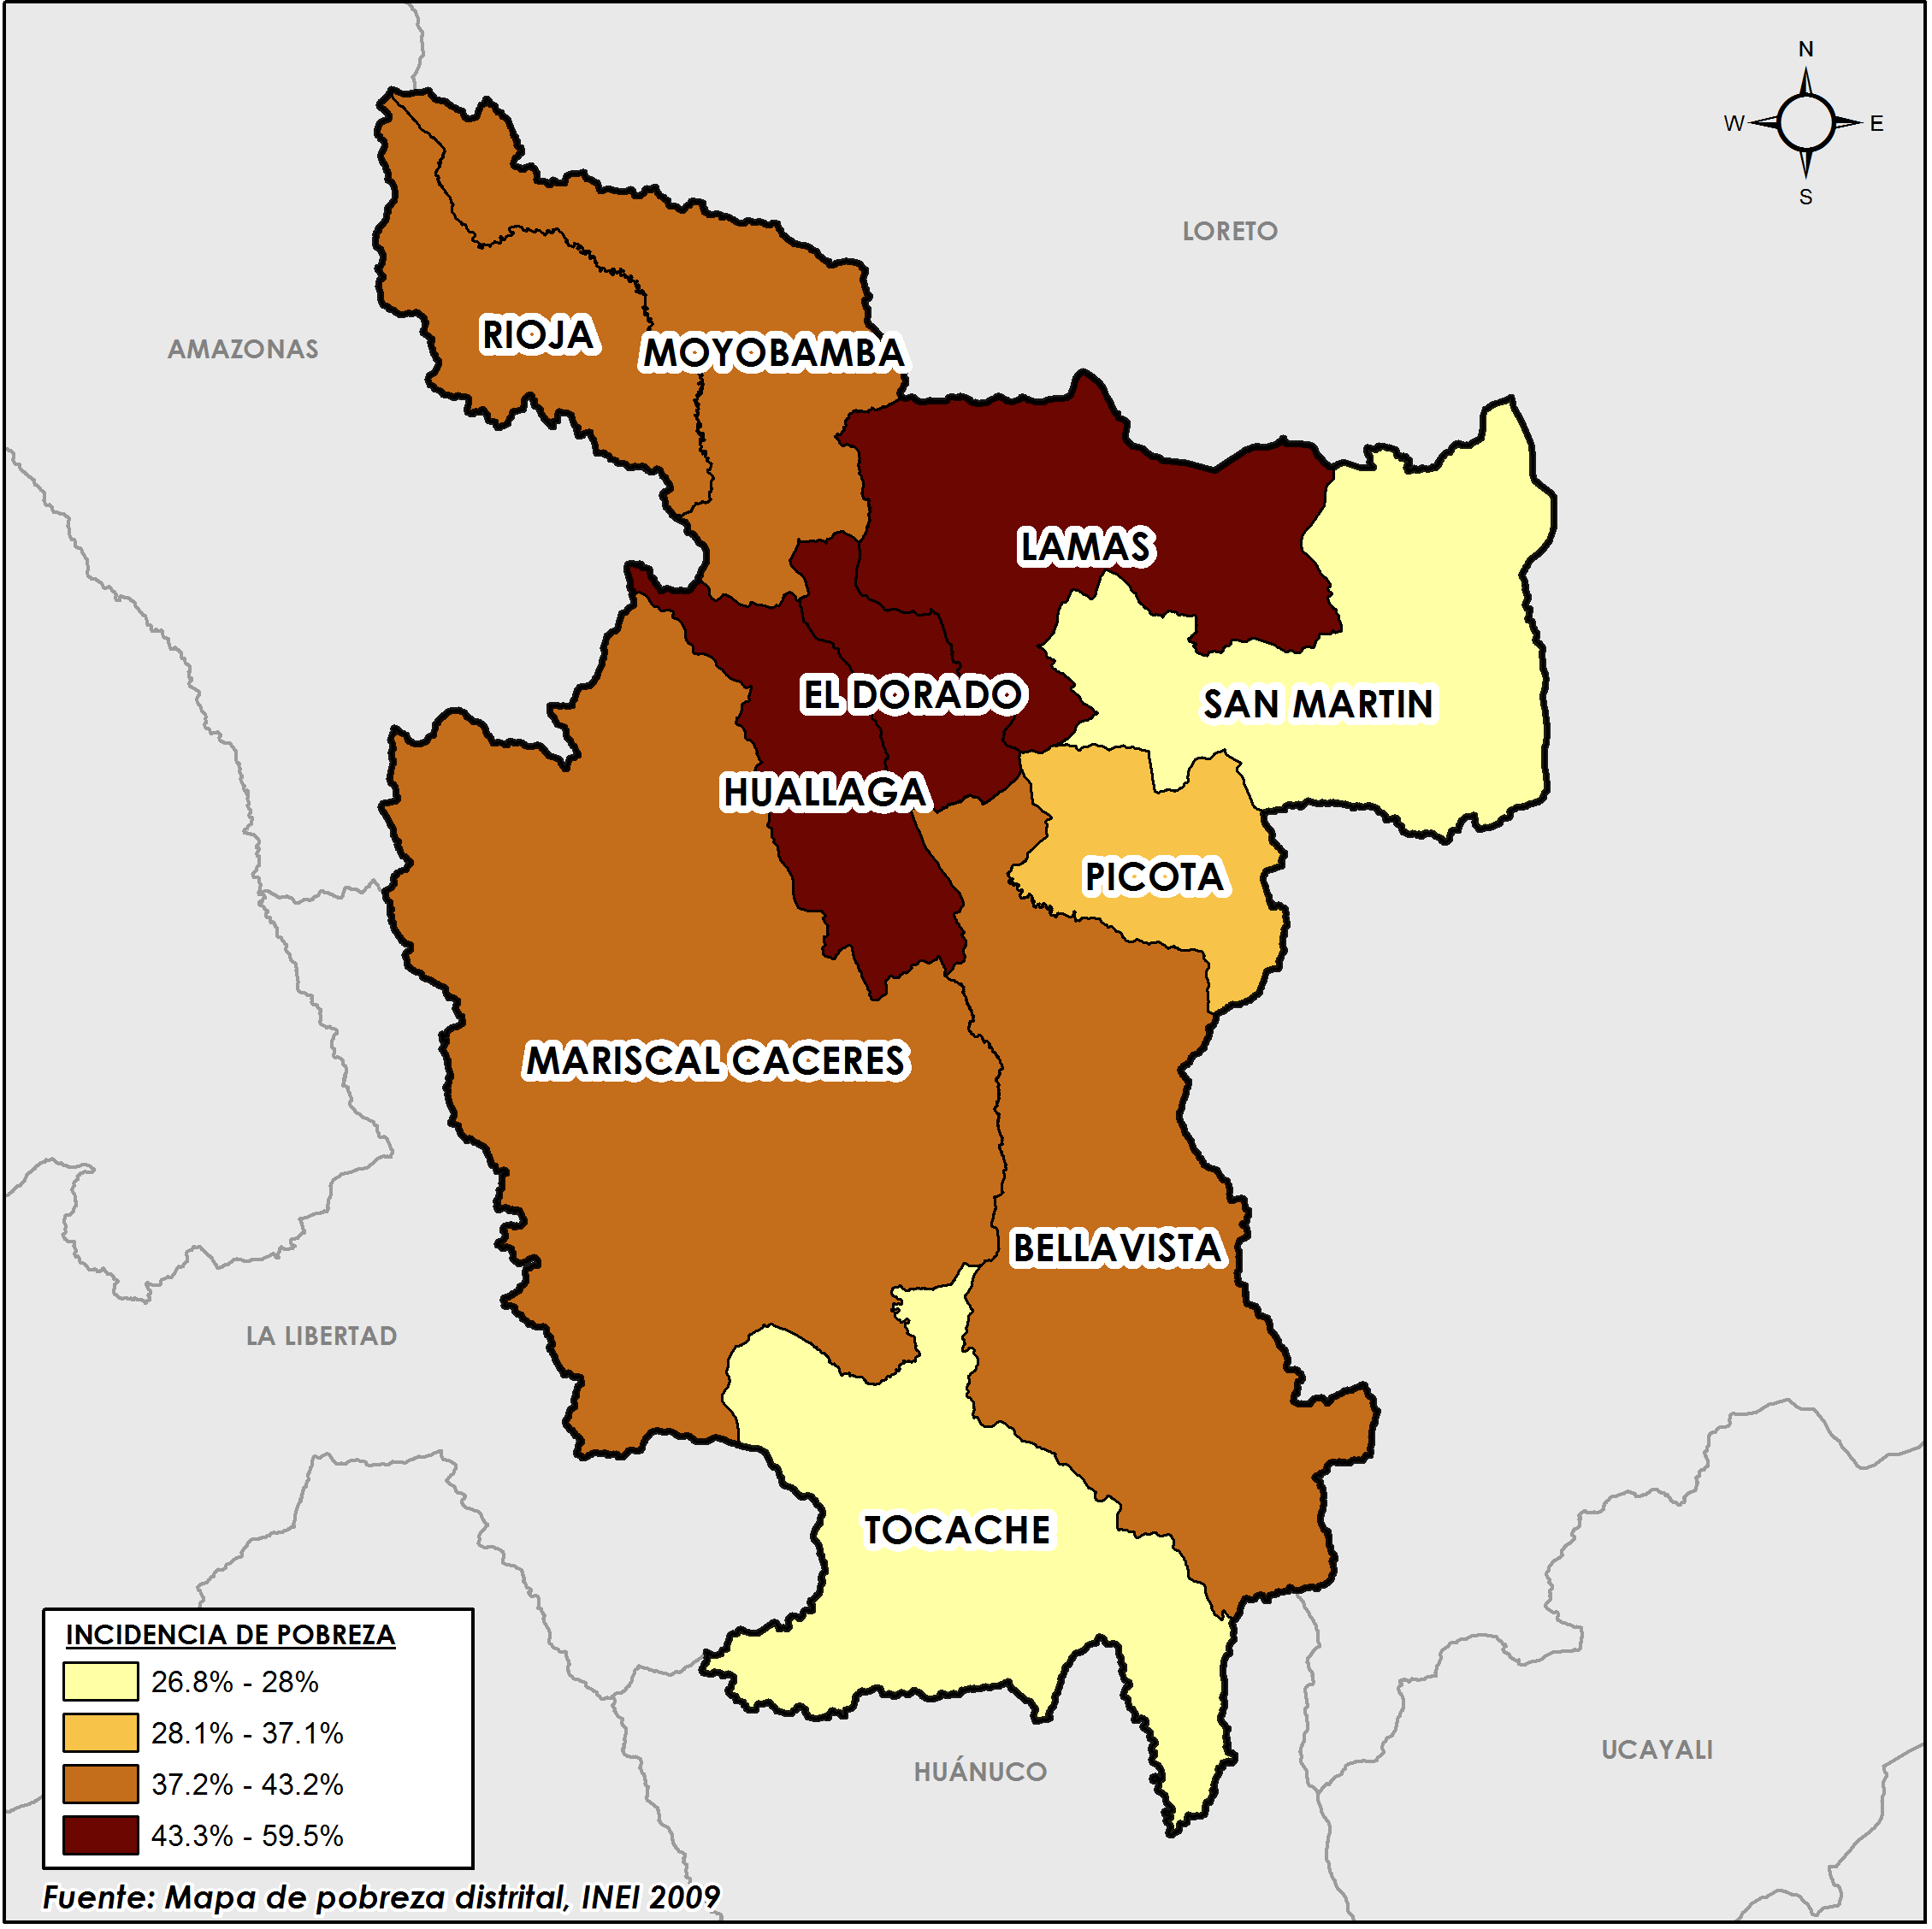 N
W
E
S
LORETO
AMAZONAS
RIOJA
MOYOBAMBA
LAMAS
EL DORADO
SAN MARTIN
HUALLAGA
PICOTA
MARISCAL CACERES
BELLAVISTA
LA LIBERTAD
TOCACHE
HUÁNUCO
UCAYALI
INCIDENCIA DE POBREZA
26.8% - 28%
28.1% - 37.1%
37.2% - 43.2%
43.3% - 59.5%
Fuente: Mapa de pobreza distrital, INEI 2009